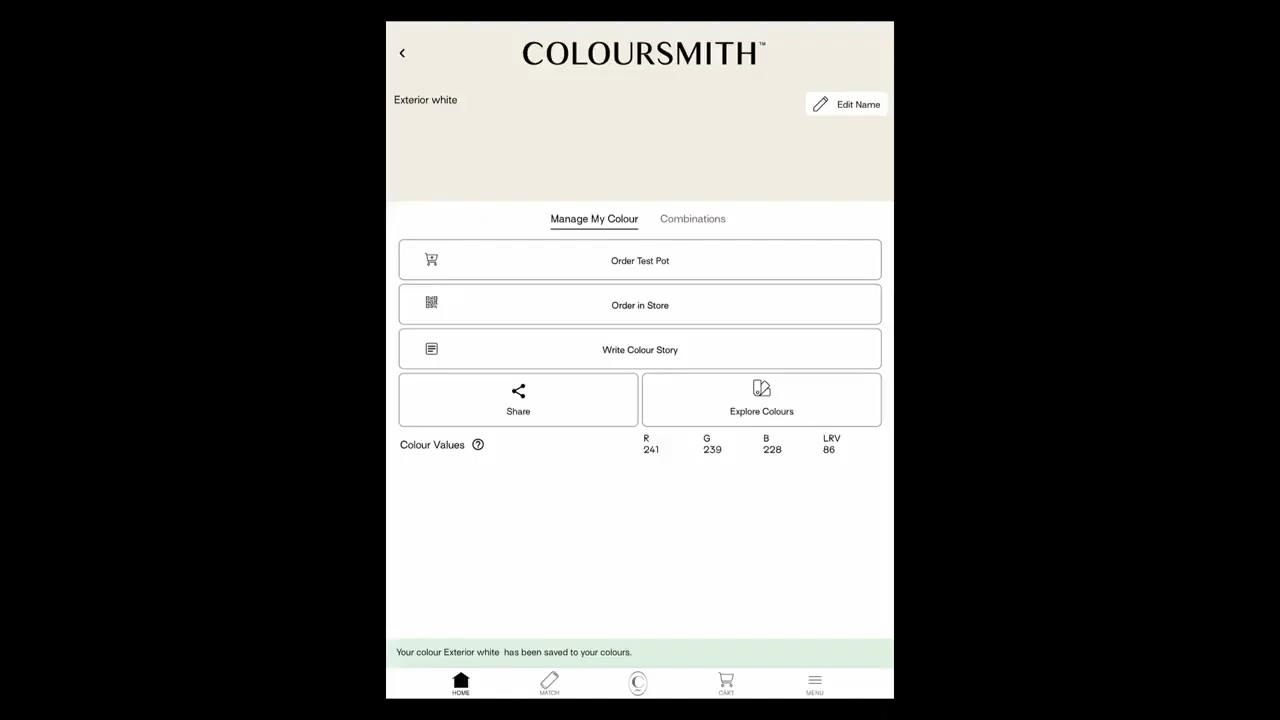 COLOURSMITH™
Exterior white
Edit Name
Manage My Colour
Combinations
Order Test Pot
Order in Store
Write Colour Story
Share
Explore Colours
Colour Values
R G B LRV
241 239 228 86
Your colour Exterior white has been saved to your colours.
HOME MATCH C CART MENU